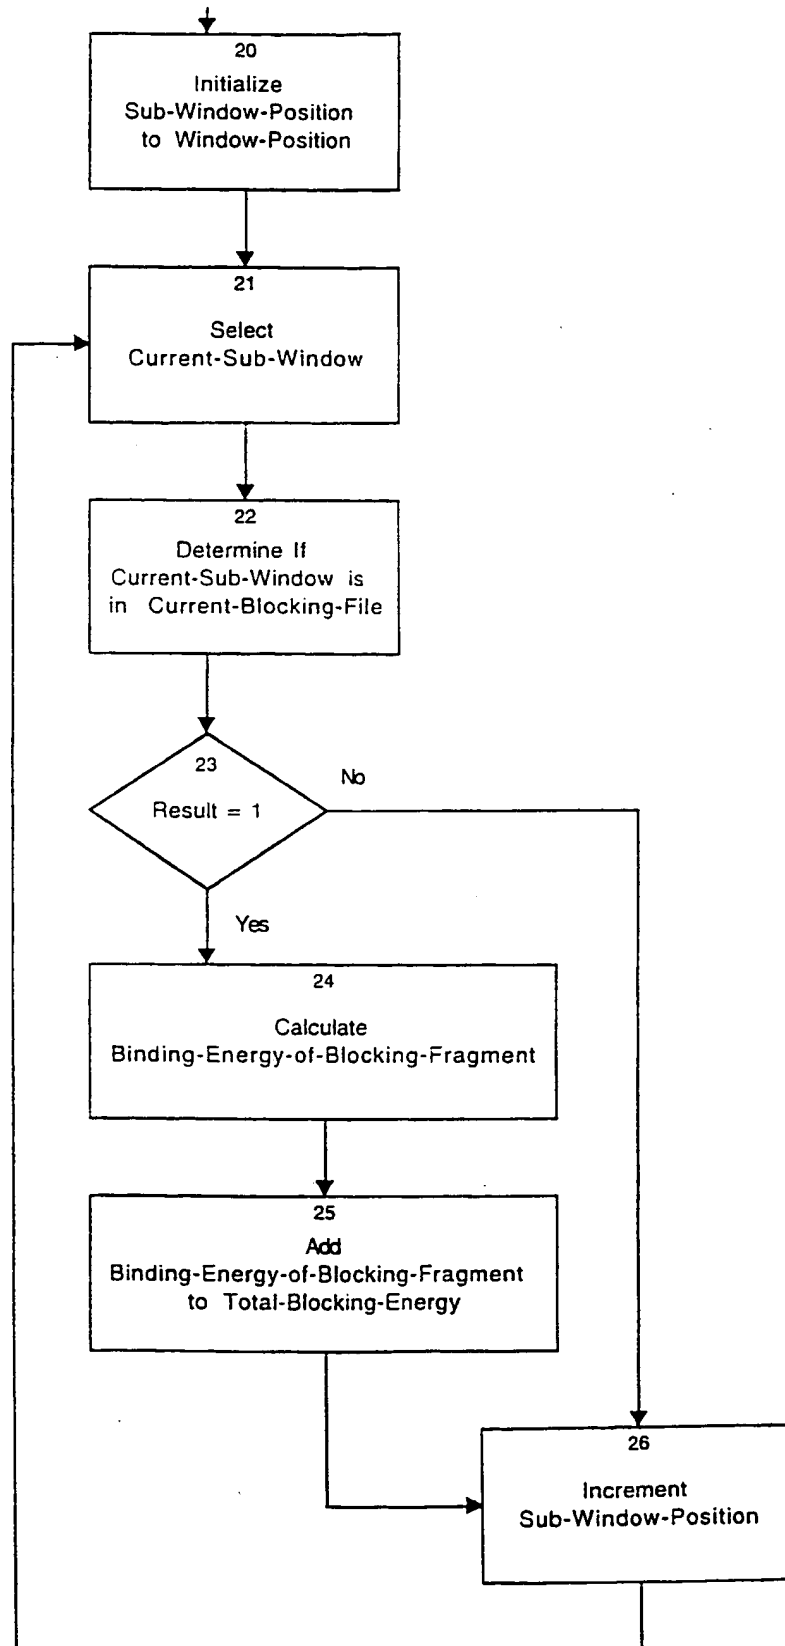 20
Initialize
Sub-Window-Position
to Window-Position
21
Select
Current-Sub-Window
22
Determine If
Current-Sub-Window is
in Current-Blocking-File
23
Result = 1
No
Yes
24
Calculate
Binding-Energy-of-Blocking-Fragment
25
Add
Binding-Energy-of-Blocking-Fragment
to Total-Blocking-Energy
26
Increment
Sub-Window-Position